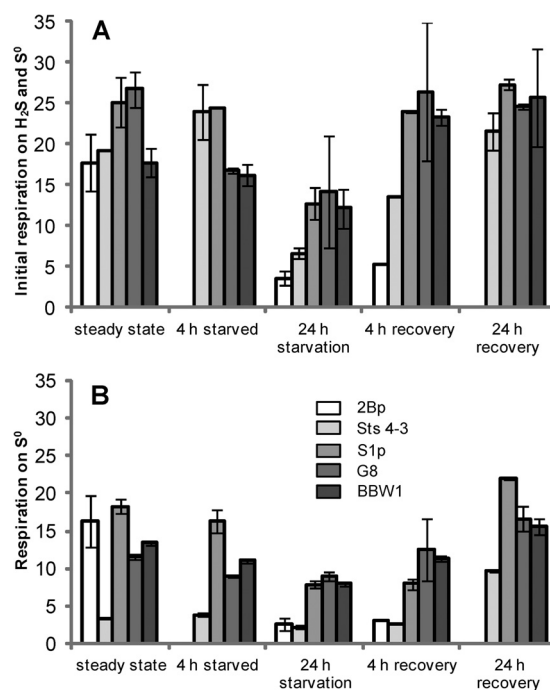 A
Initial respiration on H₂S and S⁰
35
30
25
20
15
10
5
0
steady state
4 h starved
24 h
starvation
4 h recovery
24 h
recovery
B
Respiration on S⁰
35
30
25
20
15
10
5
0
2Bp
Sts 4-3
S1p
G8
BBW1
steady state
4 h starved
24 h
starvation
4 h recovery
24 h
recovery